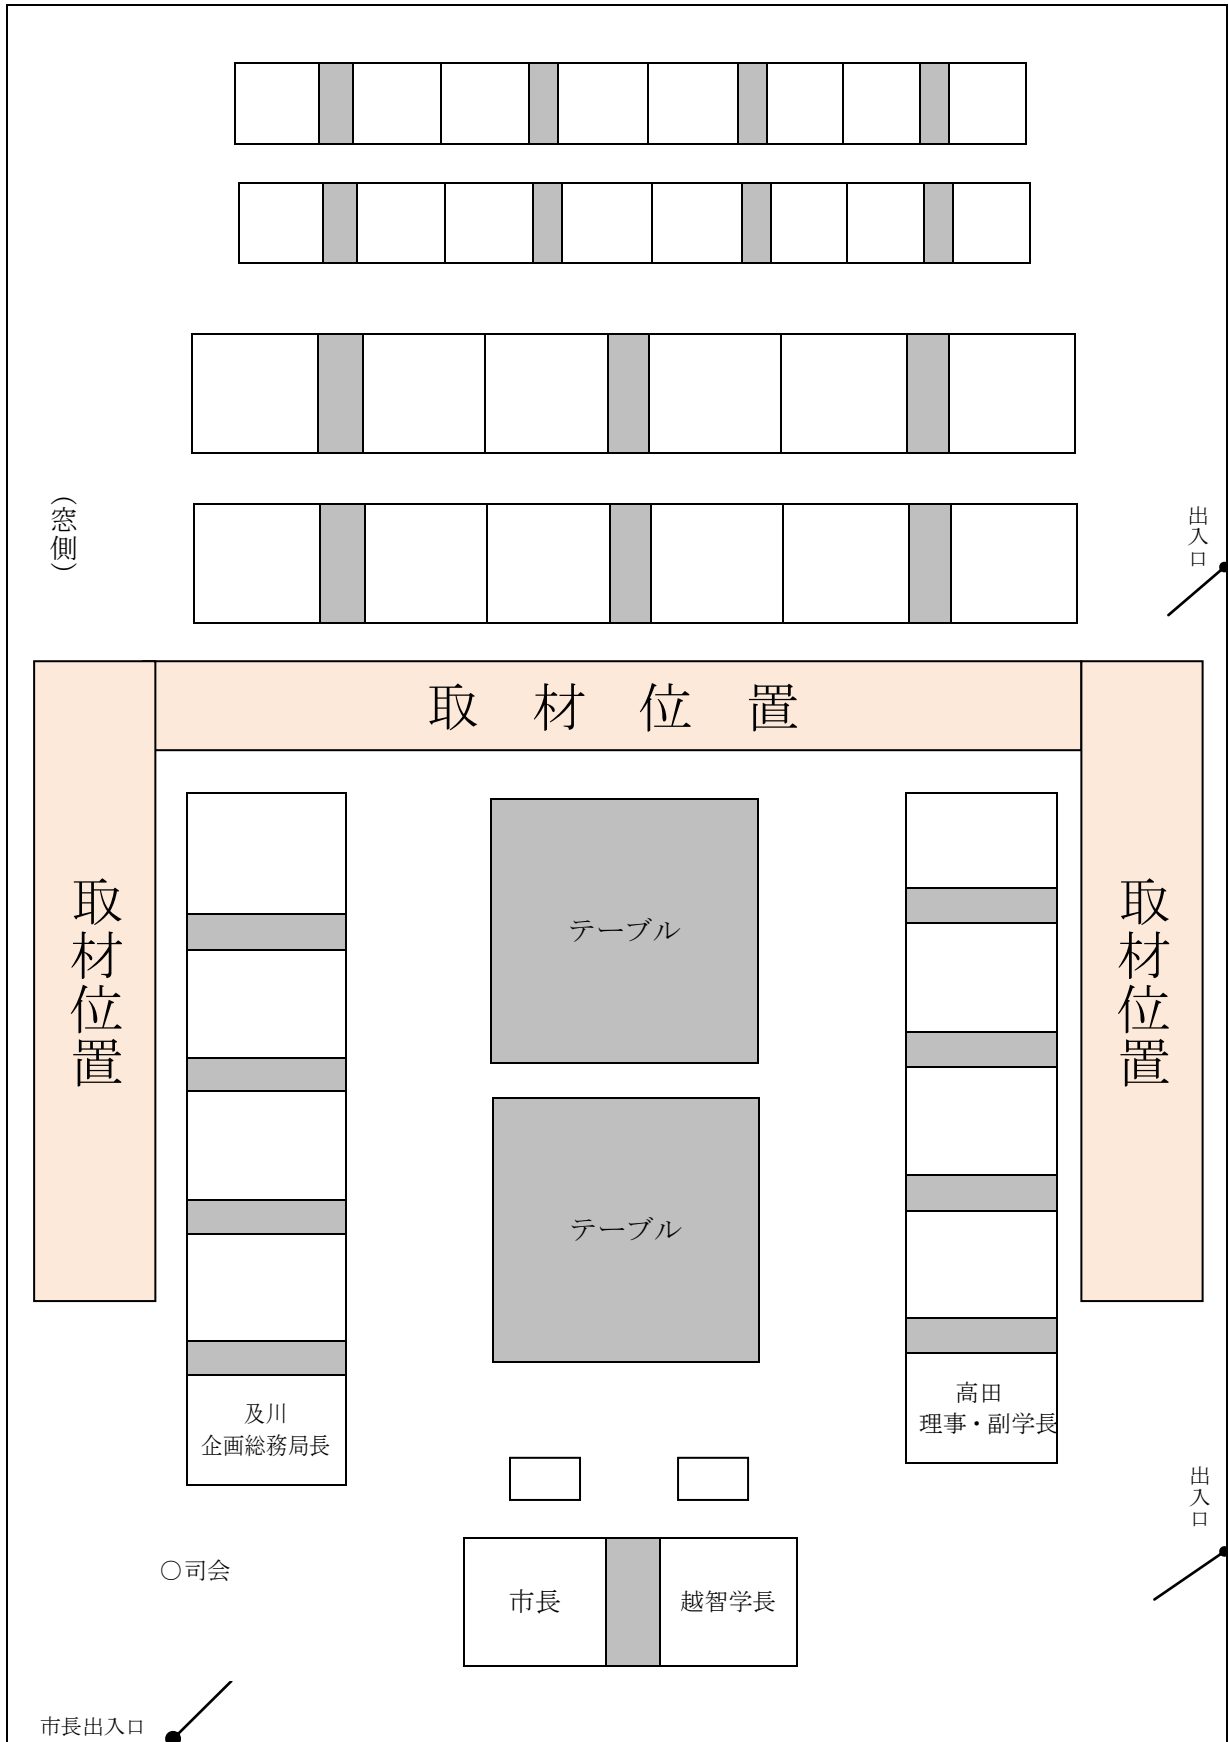 （窓側）
出入口
取材位置
取材位置
取材位置
テーブル
テーブル
高田
理事・副学長
及川
企画総務局長
出入口
○司会
市長
越智学長
市長出入口